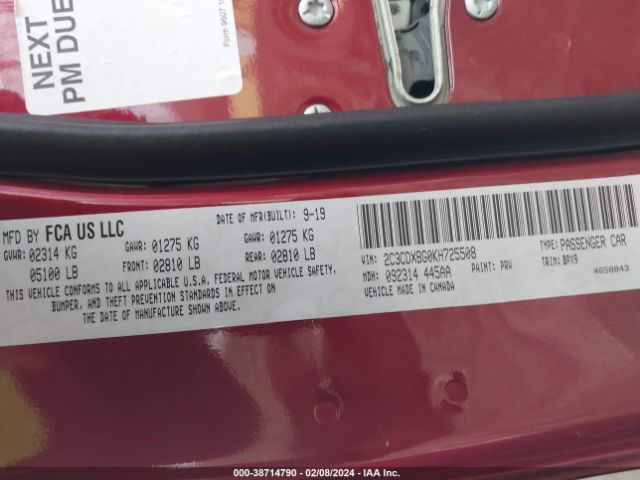 NEXT
PM DUE
Form 9607
MFD BY FCA US LLC
DATE OF MFR(BUILT): 9-19
GVWR: 02314 KG
05100 LB
GAWR: 01275 KG
FRONT: 02810 LB
GAWR: 01275 KG
REAR: 02810 LB
THIS VEHICLE CONFORMS TO ALL APPLICABLE U.S.A. FEDERAL MOTOR VEHICLE SAFETY,
BUMPER, AND THEFT PREVENTION STANDARDS IN EFFECT ON
THE DATE OF MANUFACTURE SHOWN ABOVE.
VIN: 2C3CDXBG0KH725508
TYPE: PASSENGER CAR
MDH: 092314 445AA
PAINT: PRV
TRIM: BPX9
VEHICLE MADE IN CANADA
4658843
000-38714790 - 02/08/2024 - IAA Inc.